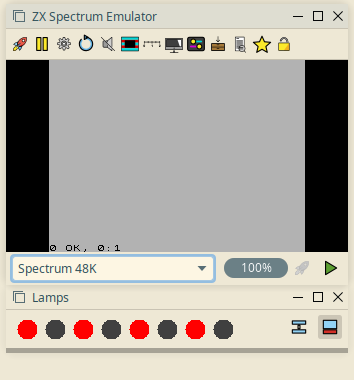 ZX Spectrum Emulator
0 OK, 0:1
Spectrum 48K
100%
Lamps